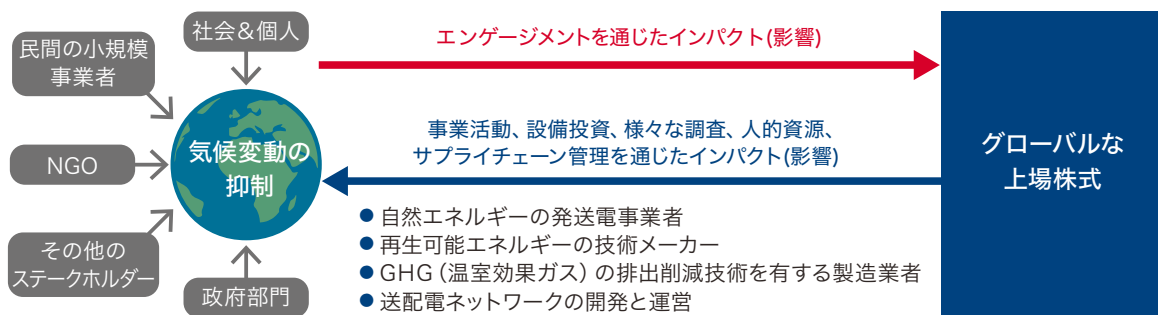 社会＆個人
民間の小規模
事業者
NGO
その他の
ステークホルダー
政府部門
気候変動の
抑制
エンゲージメントを通じたインパクト(影響)
事業活動、設備投資、様々な調査、人的資源、
サプライチェーン管理を通じたインパクト(影響)
● 自然エネルギーの発送電事業者
● 再生可能エネルギーの技術メーカー
● GHG（温室効果ガス）の排出削減技術を有する製造業者
● 送配電ネットワークの開発と運営
グローバルな
上場株式